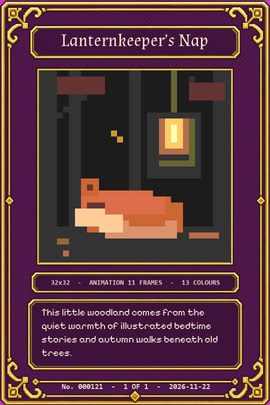 Lanternkeeper's Nap
32x32 - ANIMATION 11 FRAMES - 13 COLOURS
This little woodland comes from the
quiet warmth of illustrated bedtime
stories and autumn walks beneath old
trees.
No. 000121 - 1 OF 1 - 2026-11-22